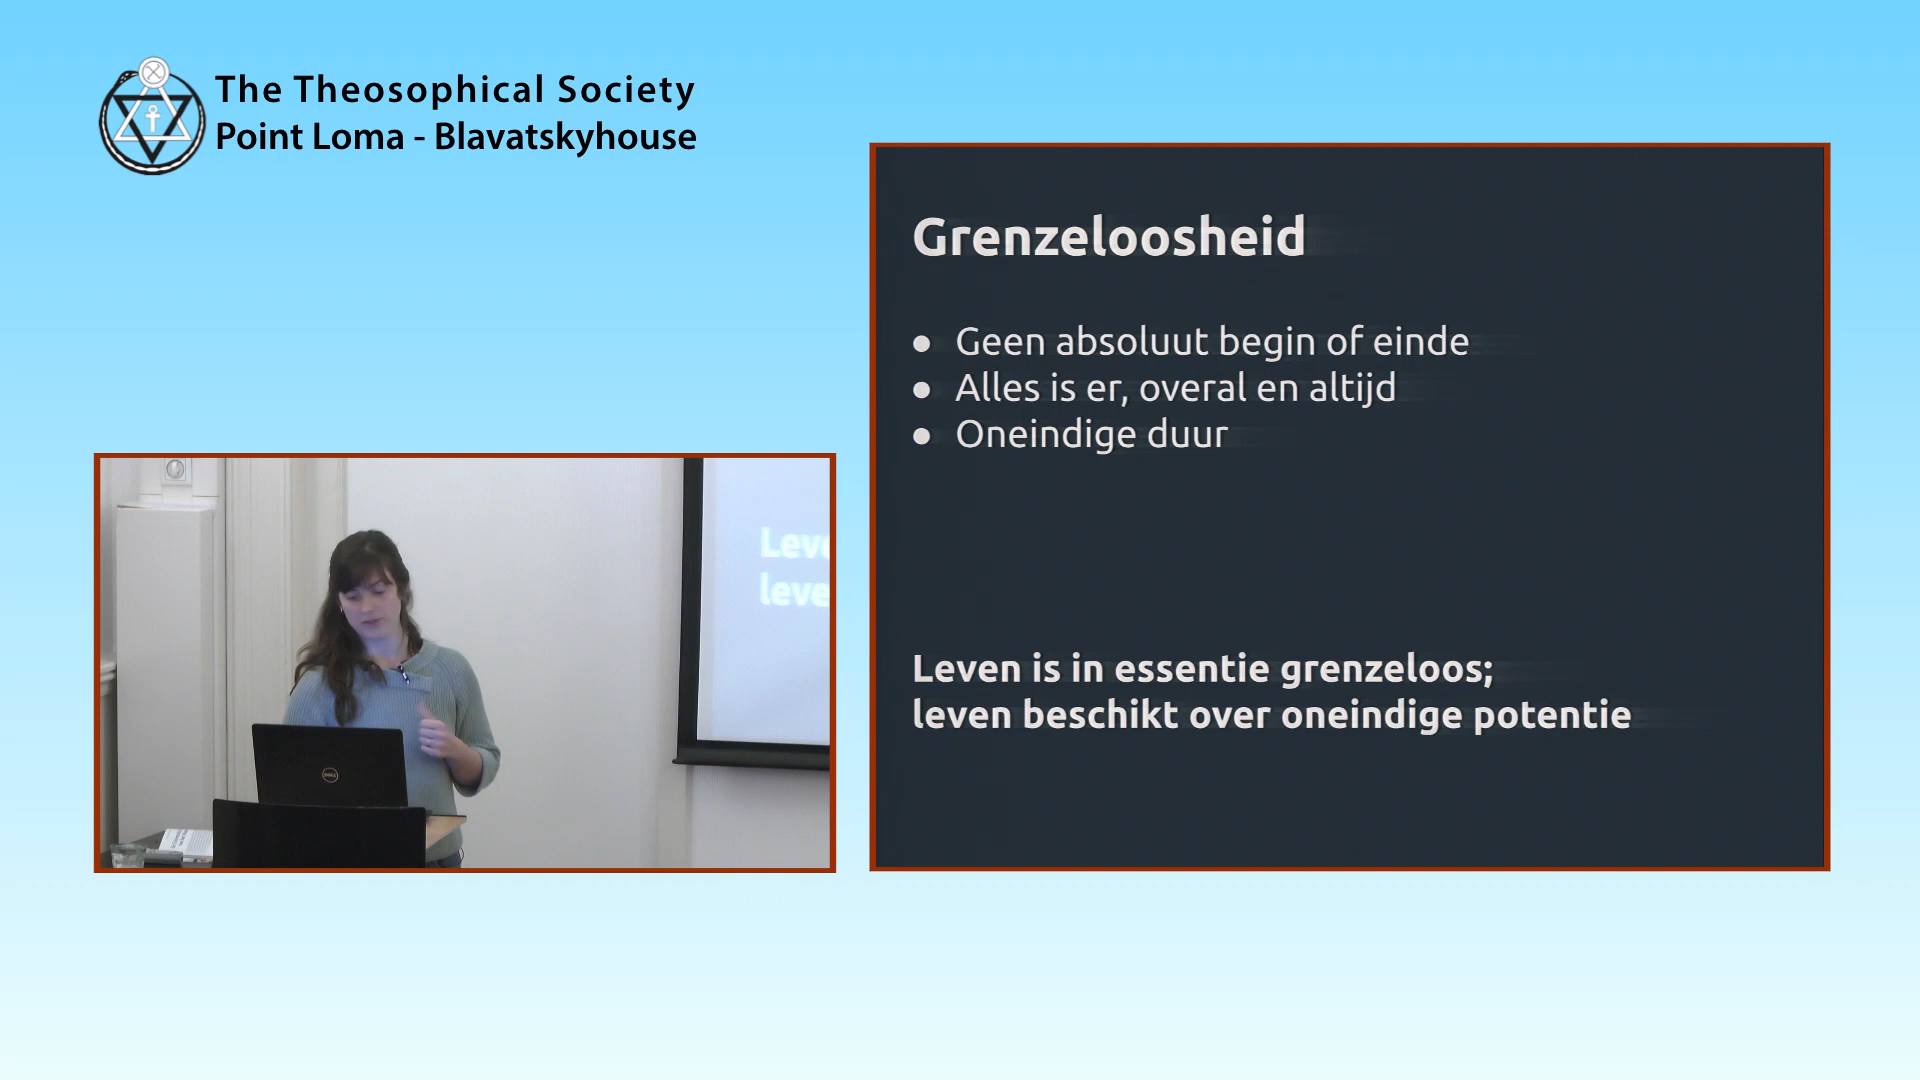 The Theosophical Society
Point Loma - Blavatskyhouse
Grenzeloosheid
● Geen absoluut begin of einde
● Alles is er, overal en altijd
● Oneindige duur
Leven is in essentie grenzeloos;
leven beschikt over oneindige potentie
DELL